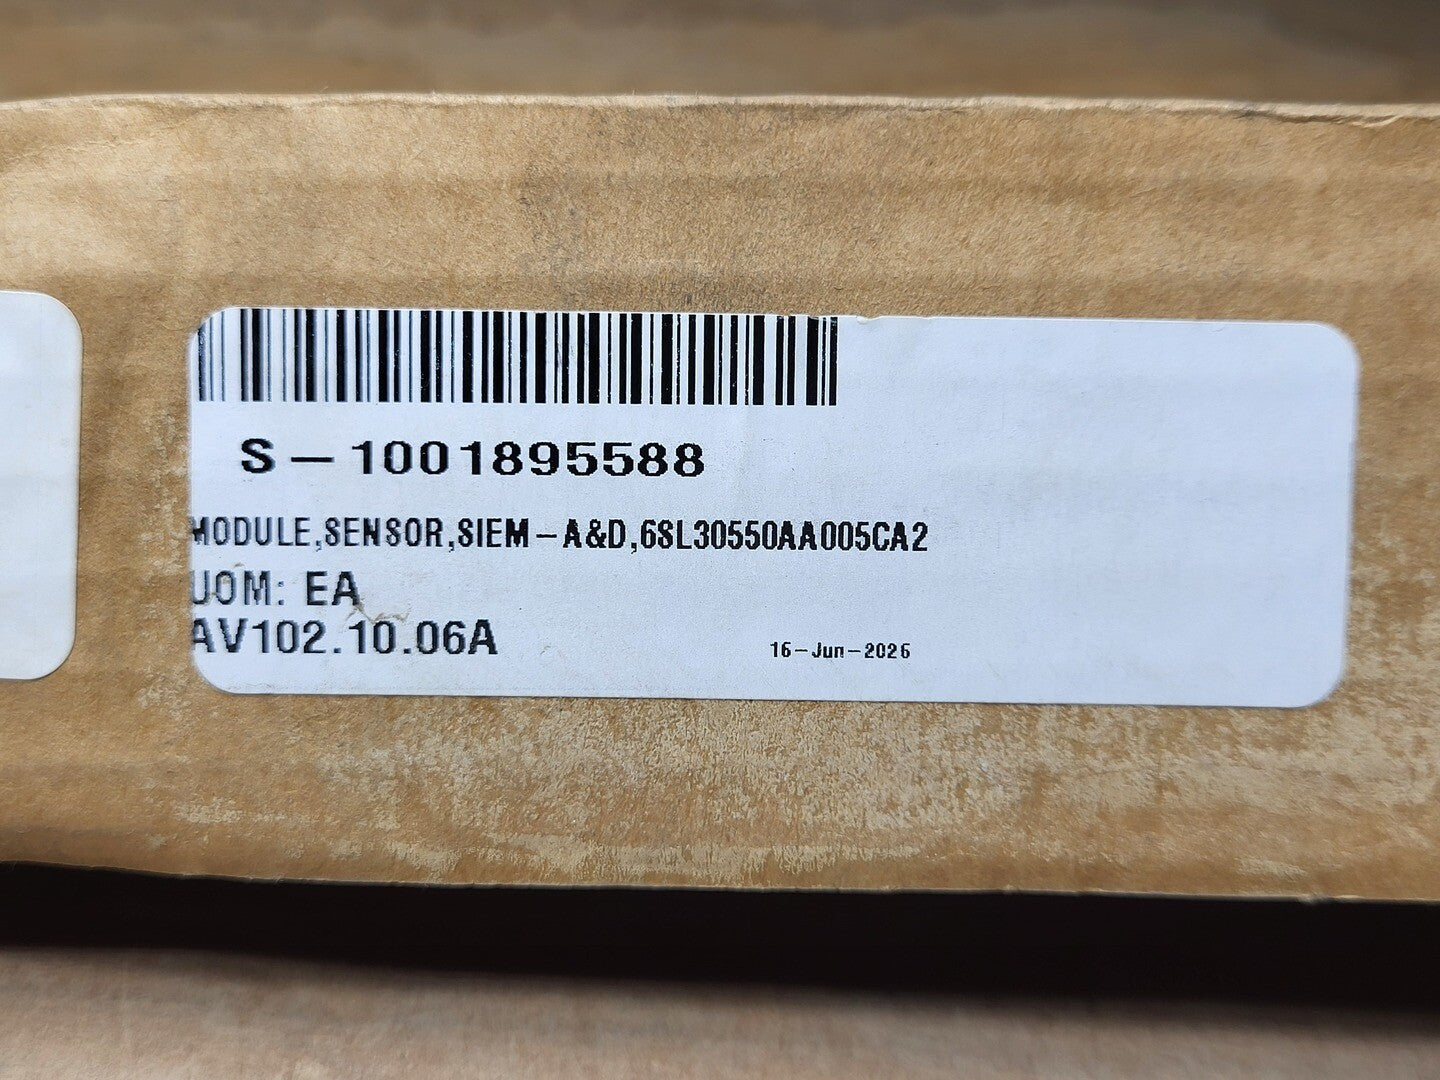 S-1001895588
MODULE,SENSOR,SIEM-A&D,6SL30550AA005CA2
UOM: EA
AV102.10.06A
16-Jun-2026